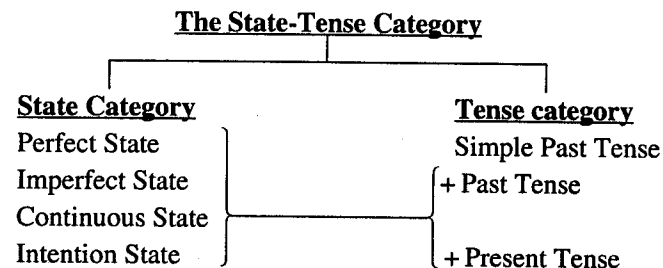 The State-Tense Category
State Category
Tense category
Perfect State
Simple Past Tense
Imperfect State
+ Past Tense
Continuous State
Intention State
+ Present Tense